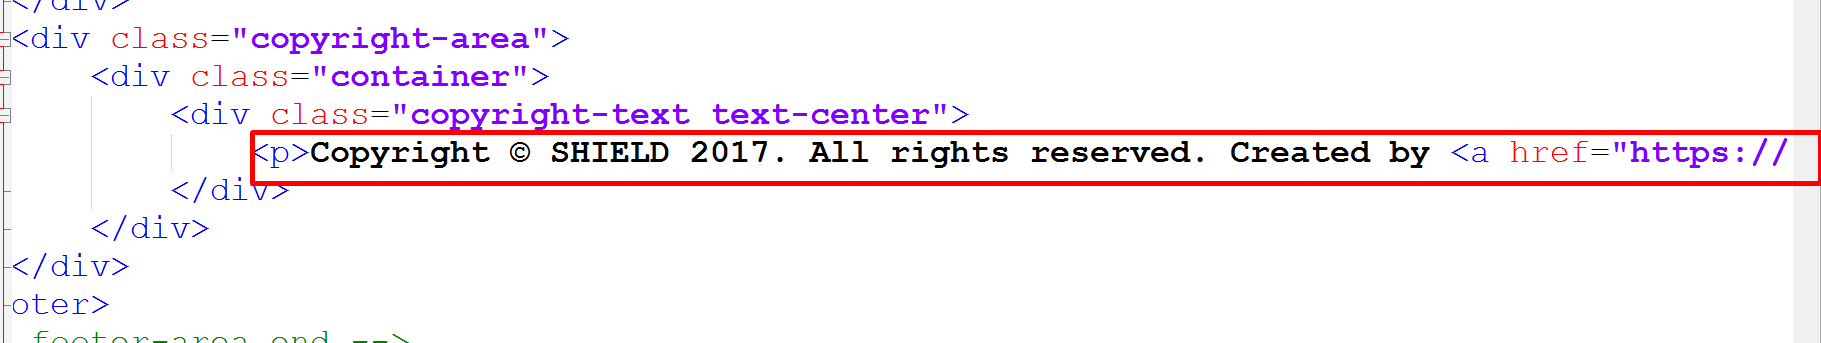 </div>
<div class="copyright-area">
<div class="container">
<div class="copyright-text text-center">
<p>Copyright © SHIELD 2017. All rights reserved. Created by <a href="https://
</div>
</div>
</div>
oter>
footer-area end -->